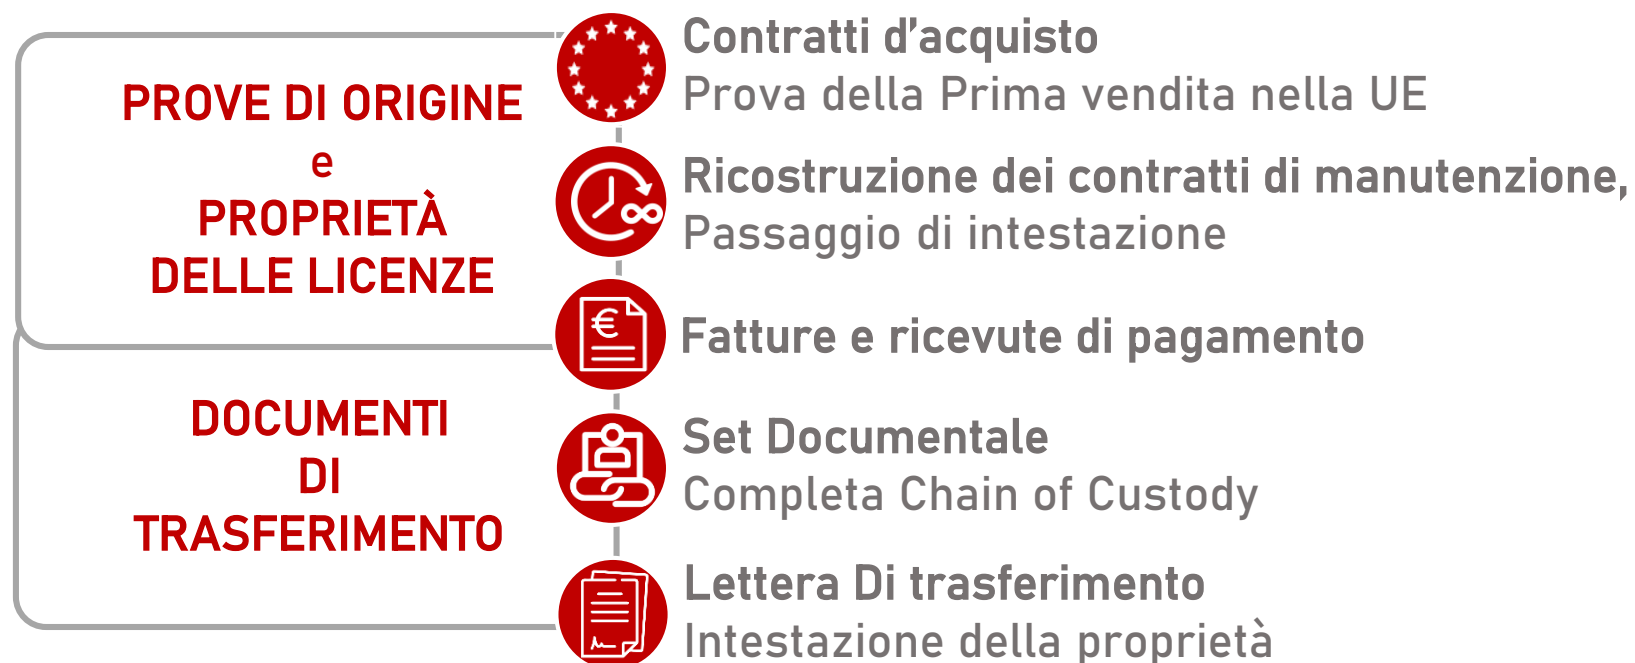 PROVE DI ORIGINE
e
PROPRIETÀ
DELLE LICENZE
DOCUMENTI
DI
TRASFERIMENTO
Contratti d’acquisto
Prova della Prima vendita nella UE
Ricostruzione dei contratti di manutenzione,
Passaggio di intestazione
€
Fatture e ricevute di pagamento
Set Documentale
Completa Chain of Custody
Lettera Di trasferimento
Intestazione della proprietà